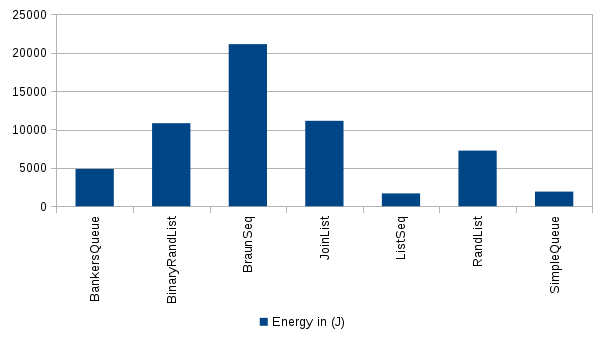 25000
20000
15000
10000
5000
0
BankersQueue
BinaryRandList
BraunSeq
JoinList
ListSeq
RandList
SimpleQueue
Energy in (J)